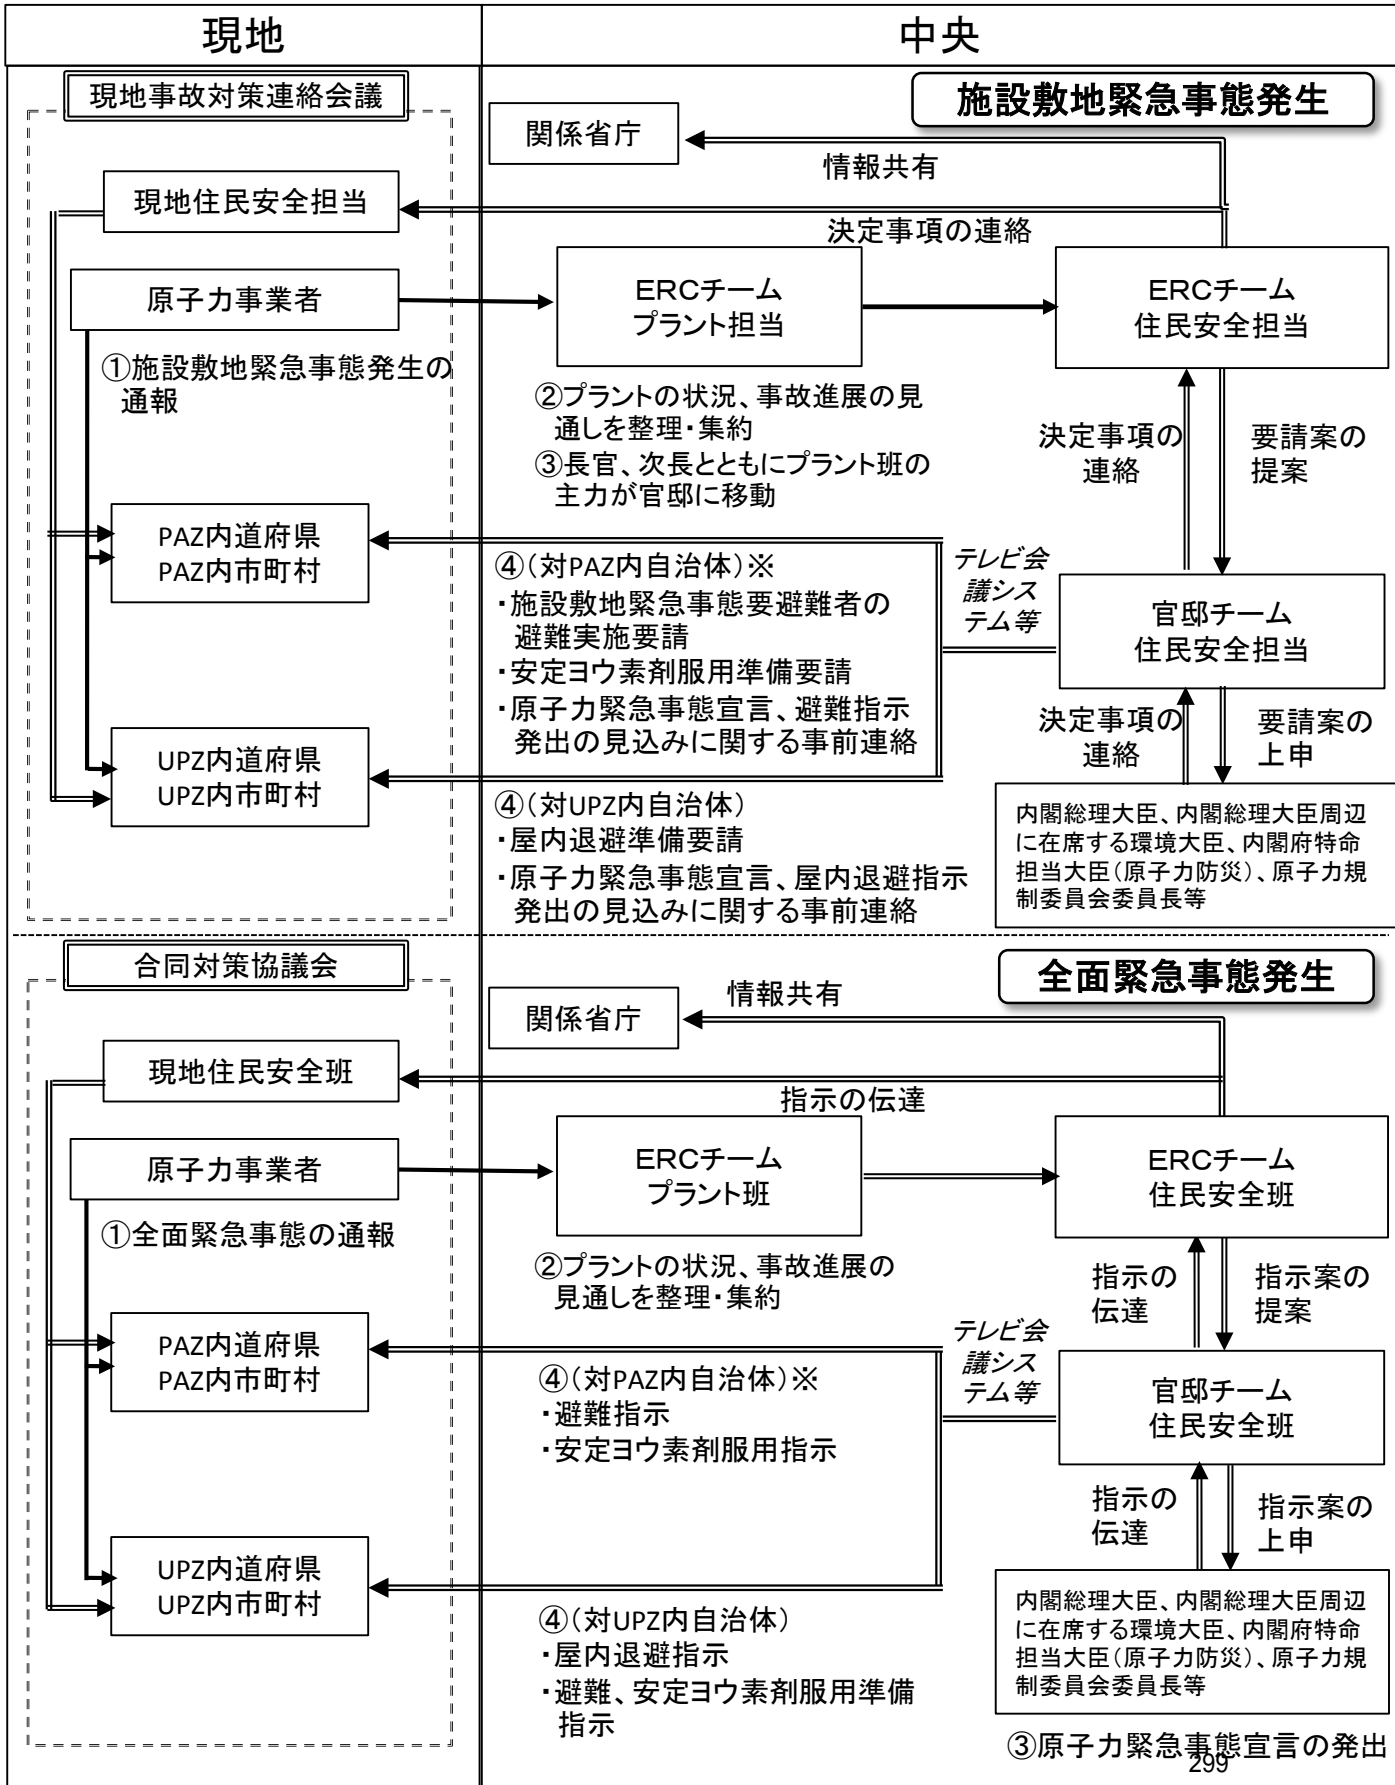 現地
中央
現地事故対策連絡会議
施設敷地緊急事態発生
関係省庁
情報共有
現地住民安全担当
決定事項の連絡
原子力事業者
ERCチーム
プラント担当
ERCチーム
住民安全担当
①施設敷地緊急事態発生の
通報
②プラントの状況、事故進展の見
通しを整理・集約
③長官、次長とともにプラント班の
主力が官邸に移動
決定事項の
連絡
要請案の
提案
PAZ内道府県
PAZ内市町村
④(対PAZ内自治体)※
・施設敷地緊急事態要避難者の
避難実施要請
・安定ヨウ素剤服用準備要請
・原子力緊急事態宣言、避難指示
発出の見込みに関する事前連絡
テレビ会
議シス
テム等
官邸チーム
住民安全担当
決定事項の
連絡
要請案の
上申
UPZ内道府県
UPZ内市町村
④(対UPZ内自治体)
・屋内退避準備要請
・原子力緊急事態宣言、屋内退避指示
発出の見込みに関する事前連絡
内閣総理大臣、内閣総理大臣周辺
に在席する環境大臣、内閣府特命
担当大臣(原子力防災)、原子力規
制委員会委員長等
合同対策協議会
全面緊急事態発生
関係省庁
情報共有
現地住民安全班
指示の伝達
原子力事業者
ERCチーム
プラント班
ERCチーム
住民安全班
①全面緊急事態の通報
②プラントの状況、事故進展の
見通しを整理・集約
指示の
伝達
指示案の
提案
PAZ内道府県
PAZ内市町村
④(対PAZ内自治体)※
・避難指示
・安定ヨウ素剤服用指示
テレビ会
議シス
テム等
官邸チーム
住民安全班
指示の
伝達
指示案の
上申
UPZ内道府県
UPZ内市町村
④(対UPZ内自治体)
・屋内退避指示
・避難、安定ヨウ素剤服用準備
指示
内閣総理大臣、内閣総理大臣周辺
に在席する環境大臣、内閣府特命
担当大臣(原子力防災)、原子力規
制委員会委員長等
③原子力緊急事態宣言の発出
299